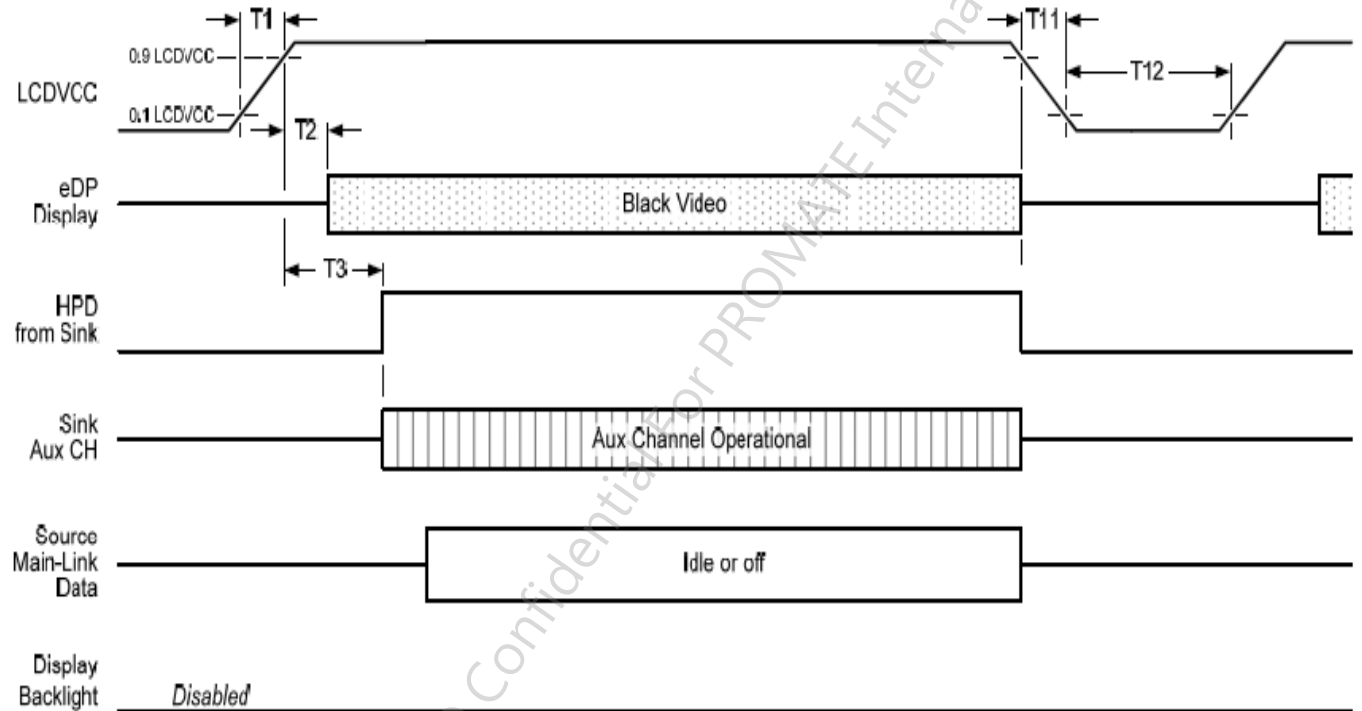 T1
T11
0.9 LCDVCC
LCDVCC
T12
0.1 LCDVCC
T2
eDP
Display
Black Video
T3
HPD
from Sink
Sink
Aux CH
Aux Channel Operational
Source
Main-Link
Data
Idle or off
Display
Backlight
Disabled
Confidential For PROMATE Interna